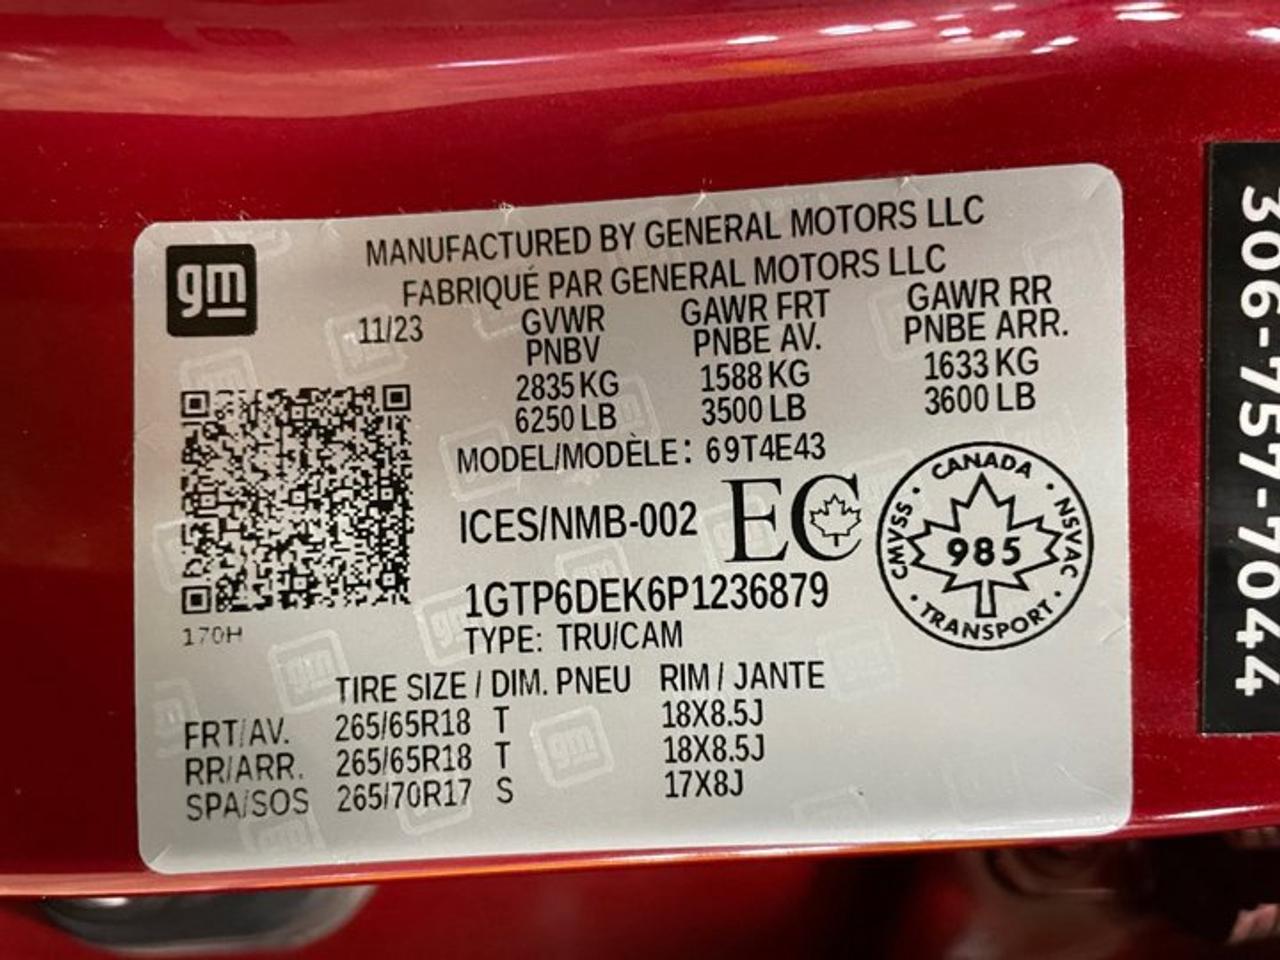 gm
MANUFACTURED BY GENERAL MOTORS LLC
FABRIQUÉ PAR GENERAL MOTORS LLC
11/23 GVWR GAWR FRT GAWR RR
PNBV PNBE AV. PNBE ARR.
2835 KG 1588 KG 1633 KG
6250 LB 3500 LB 3600 LB
MODEL/MODÈLE: 69T4E43
ICES/NMB-002 EC
CANADA
CMVSS · NSVAC
985
TRANSPORT
1GTP6DEK6P1236879
170H
TYPE: TRU/CAM
TIRE SIZE / DIM. PNEU RIM / JANTE
FRT/AV. 265/65R18 T 18X8.5J
RR/ARR. 265/65R18 T 18X8.5J
SPA/SOS 265/70R17 S 17X8J
306-757-7044